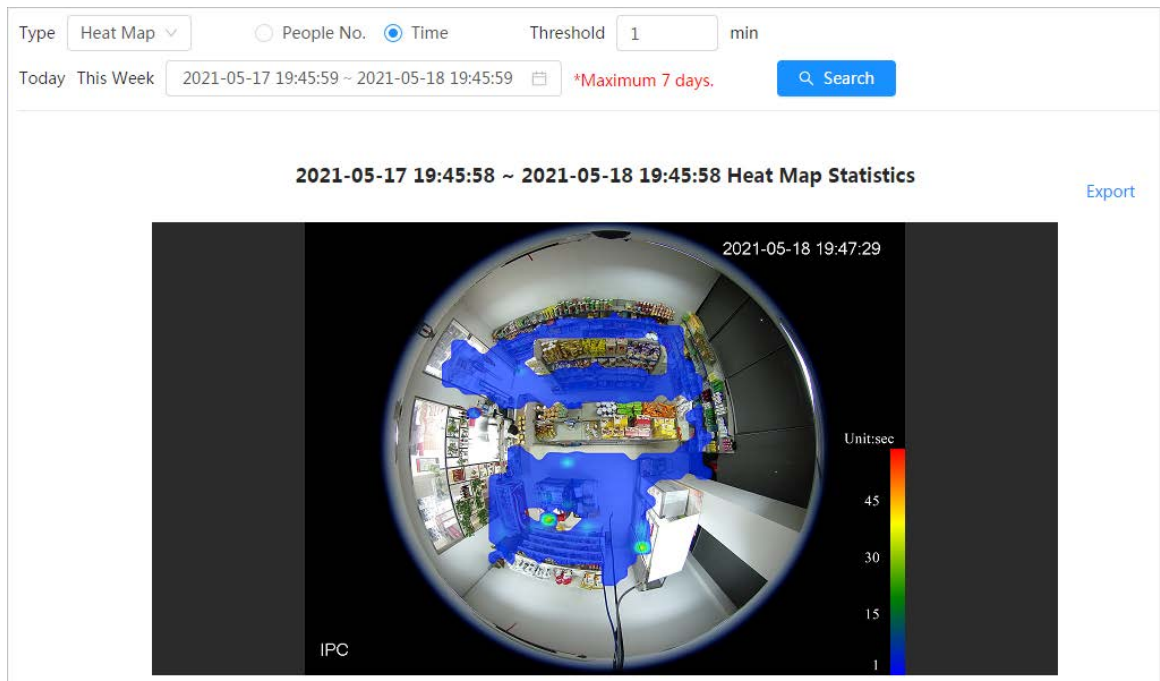 Type Heat Map People No. Time Threshold 1 min
Today This Week 2021-05-17 19:45:59 ~ 2021-05-18 19:45:59 *Maximum 7 days. Search
2021-05-17 19:45:58 ~ 2021-05-18 19:45:58 Heat Map Statistics
Export
2021-05-18 19:47:29
Unit:sec
45
30
15
1
IPC